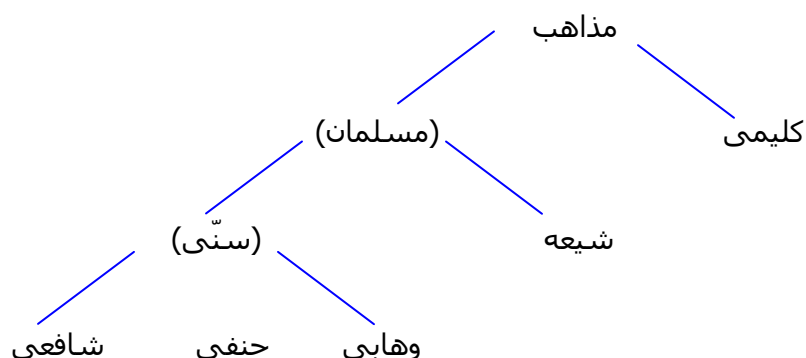 مذاهب
کلیمی
(مسلمان)
شیعه
(سنّی)
وهابی حنفی شافعی